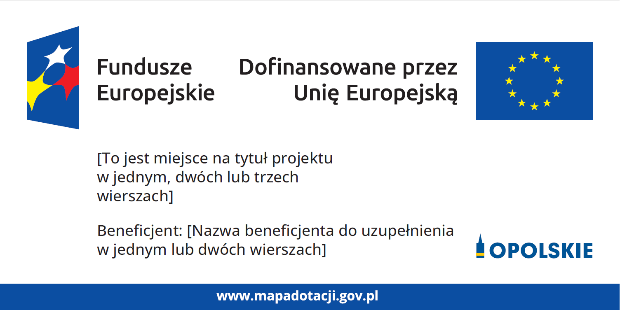 Fundusze
Europejskie
Dofinansowane przez
Unię Europejską
[To jest miejsce na tytuł projektu
w jednym, dwóch lub trzech
wierszach]
Beneficjent: [Nazwa beneficjenta do uzupełnienia
w jednym lub dwóch wierszach]
OPOLSKIE
www.mapadotacji.gov.pl